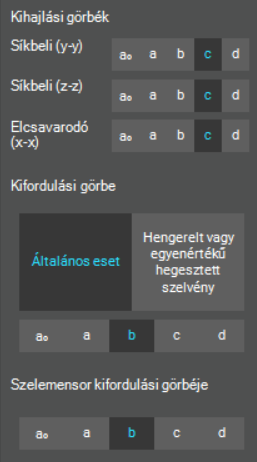 Kihajlási görbék
Síkbeli (y-y)
a₀ a b c d
Síkbeli (z-z)
a₀ a b c d
Elcsavarodó
(x-x)
a₀ a b c d
Kifordulási görbe
Általános eset
Hengerelt vagy
egyenértékű
hegesztett
szelvény
a₀ a b c d
Szelemensor kifordulási görbéje
a₀ a b c d